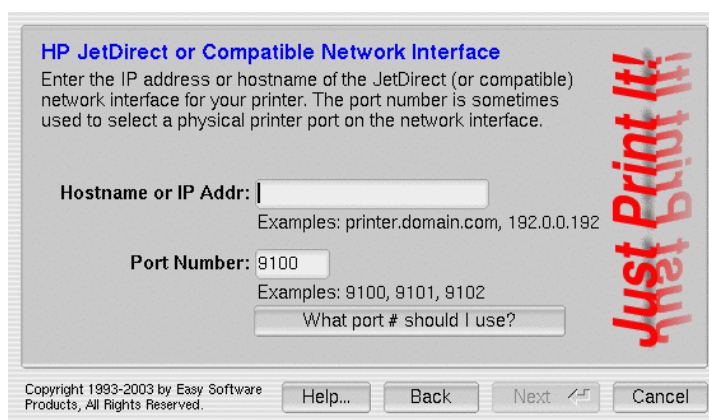 HP JetDirect or Compatible Network Interface
Enter the IP address or hostname of the JetDirect (or compatible)
network interface for your printer. The port number is sometimes
used to select a physical printer port on the network interface.
Hostname or IP Addr:
Examples: printer.domain.com, 192.0.0.192
Port Number: 9100
Examples: 9100, 9101, 9102
What port # should I use?
Just Print It!
Copyright 1993-2003 by Easy Software
Products, All Rights Reserved.
Help... Back Next Cancel